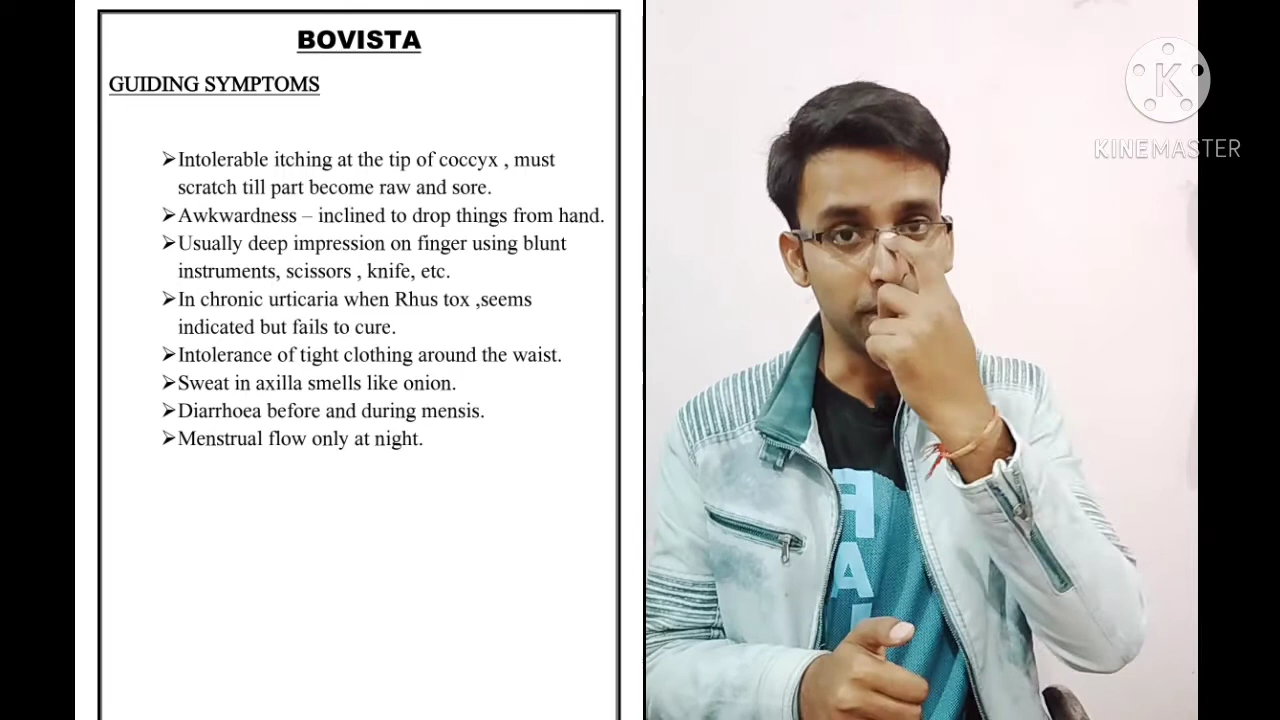 BOVISTA
GUIDING SYMPTOMS
➢Intolerable itching at the tip of coccyx , must
scratch till part become raw and sore.
➢Awkwardness – inclined to drop things from hand.
➢Usually deep impression on finger using blunt
instruments, scissors , knife, etc.
➢In chronic urticaria when Rhus tox ,seems
indicated but fails to cure.
➢Intolerance of tight clothing around the waist.
➢Sweat in axilla smells like onion.
➢Diarrhoea before and during mensis.
➢Menstrual flow only at night.
K
KINEMASTER